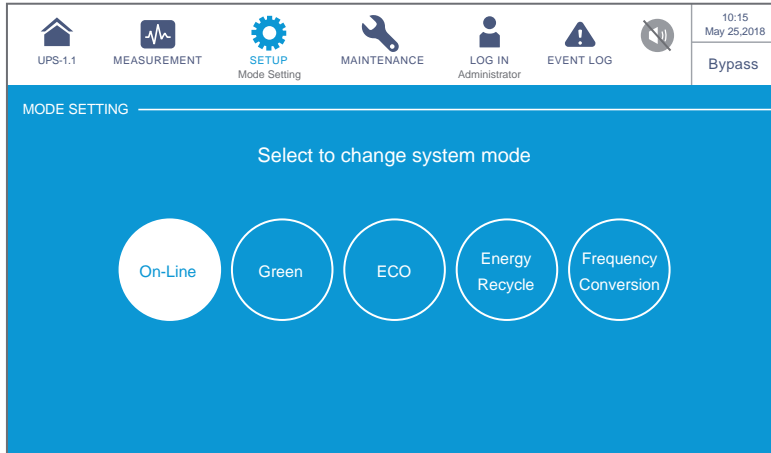 UPS-1.1
MEASUREMENT
SETUP
Mode Setting
MAINTENANCE
LOG IN
Administrator
EVENT LOG
10:15
May 25,2018
Bypass
MODE SETTING
Select to change system mode
On-Line
Green
ECO
Energy
Recycle
Frequency
Conversion